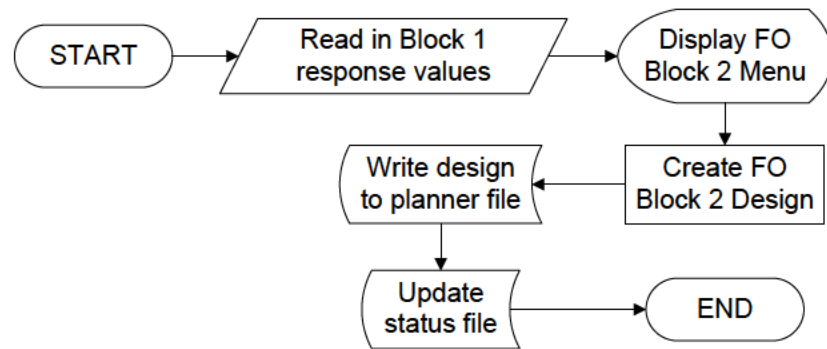 START
Read in Block 1
response values
Display FO
Block 2 Menu
Create FO
Block 2 Design
Write design
to planner file
Update
status file
END